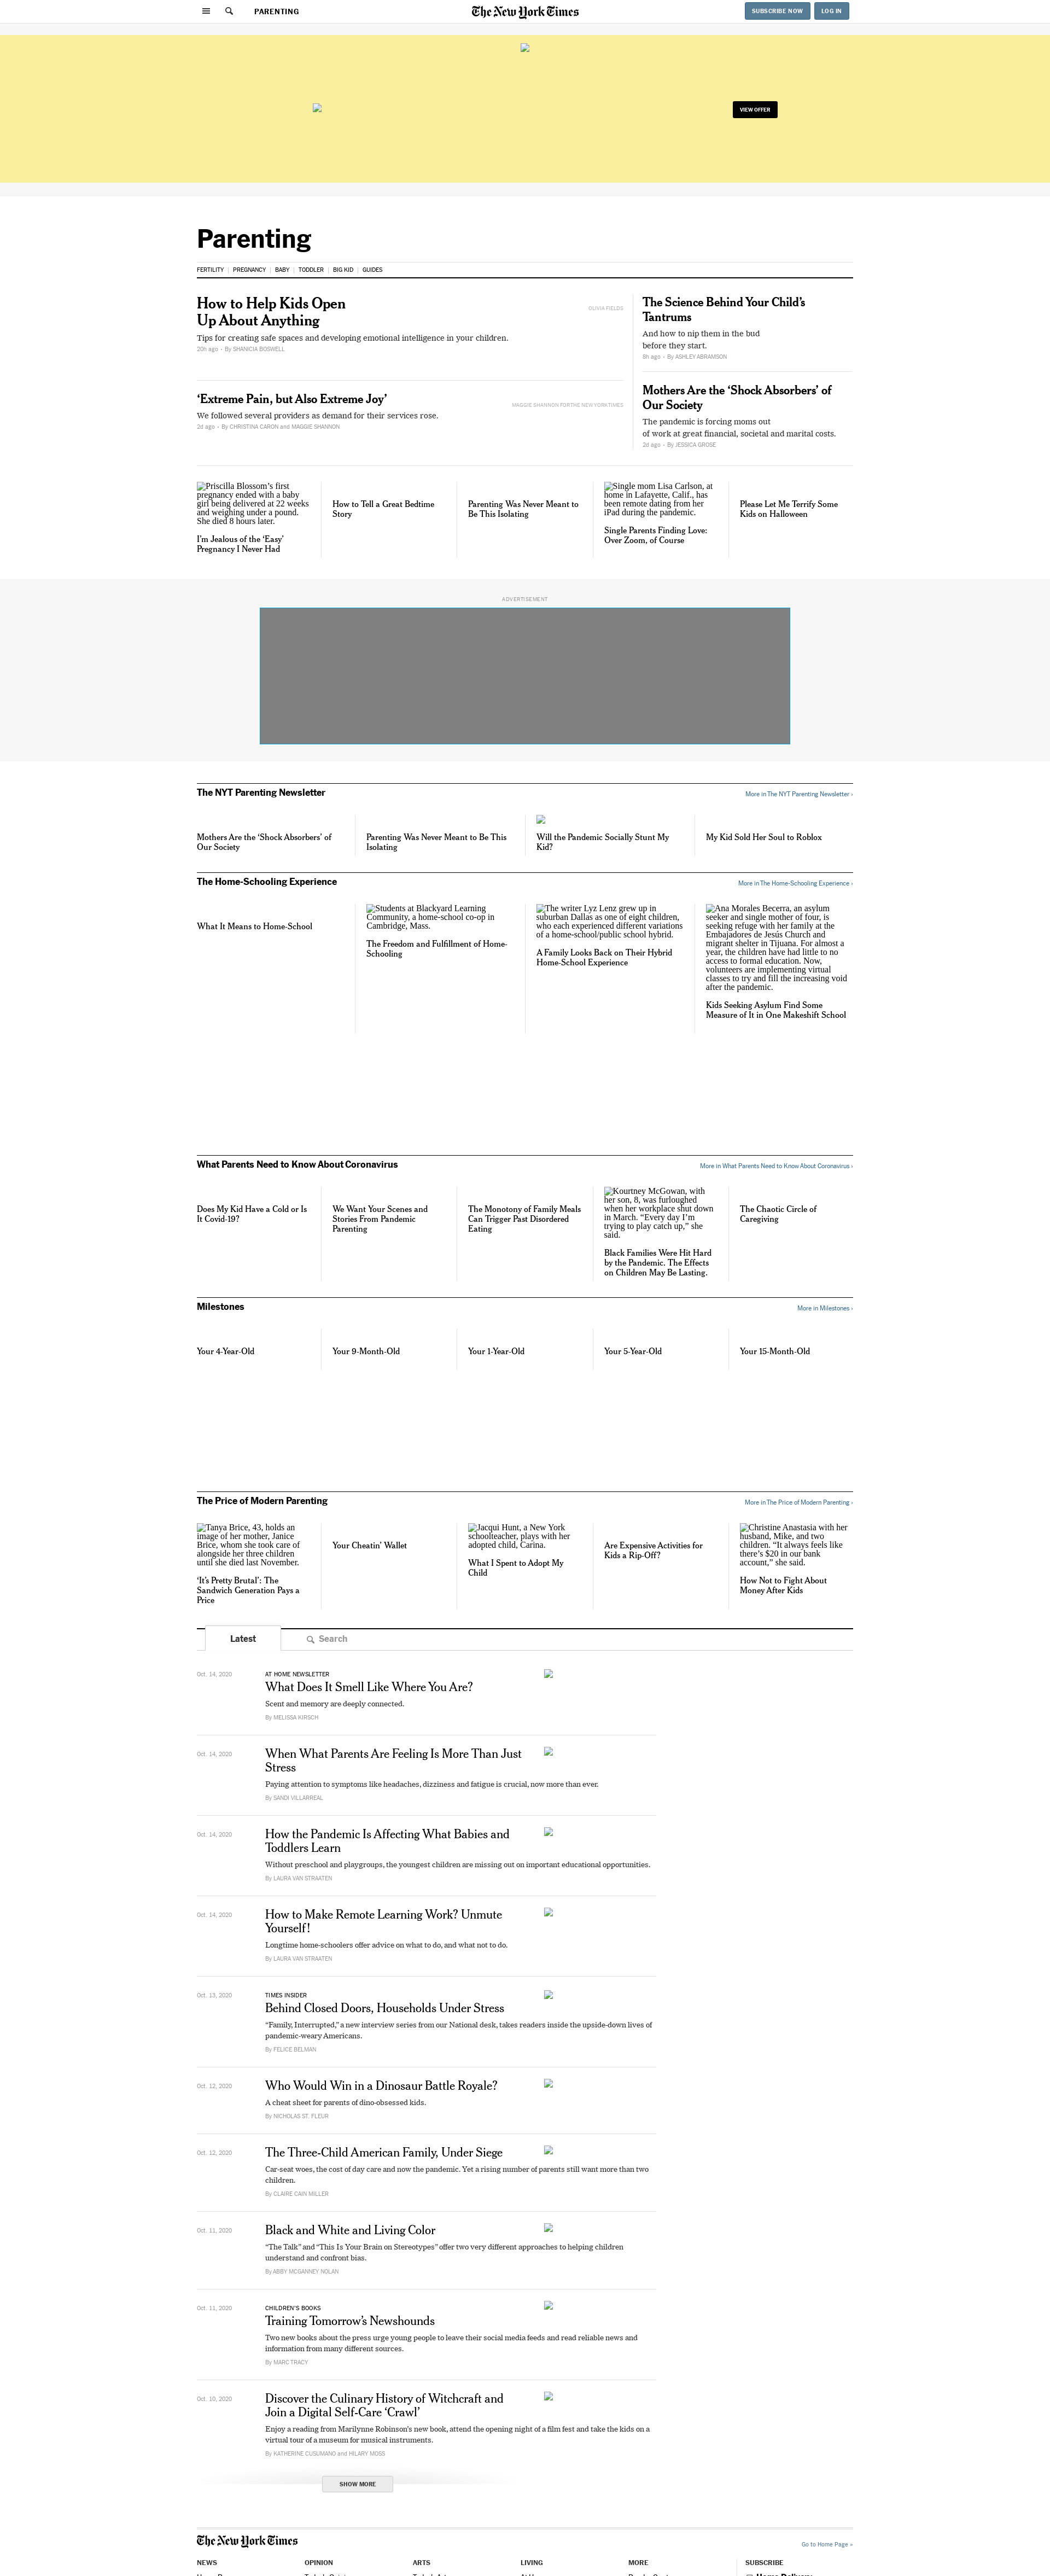 PARENTING
The New York Times
SUBSCRIBE NOW
LOG IN
VIEW OFFER
Parenting
FERTILITY
PREGNANCY
BABY
TODDLER
BIG KID
GUIDES
How to Help Kids Open
Up About Anything
Tips for creating safe spaces and developing emotional intelligence in your children.
20h ago • By SHANICIA BOSWELL
OLIVIA FIELDS
‘Extreme Pain, but Also Extreme Joy’
We followed several providers as demand for their services rose.
2d ago • By CHRISTINA CARON and MAGGIE SHANNON
MAGGIE SHANNON FOR THE NEW YORK TIMES
The Science Behind Your Child’s
Tantrums
And how to nip them in the bud
before they start.
8h ago • By ASHLEY ABRAMSON
Mothers Are the ‘Shock Absorbers’ of
Our Society
The pandemic is forcing moms out
of work at great financial, societal and marital costs.
2d ago • By JESSICA GROSE
Priscilla Blossom’s first
pregnancy ended with a baby
girl being delivered at 22 weeks
and weighing under a pound.
She died 8 hours later.
I’m Jealous of the ‘Easy’
Pregnancy I Never Had
How to Tell a Great Bedtime
Story
Parenting Was Never Meant to
Be This Isolating
Single mom Lisa Carlson, at
home in Lafayette, Calif., has
been remote dating from her
iPad during the pandemic.
Single Parents Finding Love:
Over Zoom, of Course
Please Let Me Terrify Some
Kids on Halloween
ADVERTISEMENT
The NYT Parenting Newsletter
More in The NYT Parenting Newsletter ›
Mothers Are the ‘Shock Absorbers’ of
Our Society
Parenting Was Never Meant to Be This
Isolating
Will the Pandemic Socially Stunt My
Kid?
My Kid Sold Her Soul to Roblox
The Home-Schooling Experience
More in The Home-Schooling Experience ›
What It Means to Home-School
Students at Blackyard Learning
Community, a home-school co-op in
Cambridge, Mass.
The Freedom and Fulfillment of Home-
Schooling
The writer Lyz Lenz grew up in
suburban Dallas as one of eight children,
who each experienced different variations
of a home-school/public school hybrid.
A Family Looks Back on Their Hybrid
Home-School Experience
Ana Morales Becerra, an asylum
seeker and single mother of four, is
seeking refuge with her family at the
Embajadores de Jesús Church and
migrant shelter in Tijuana. For almost a
year, the children have had little to no
access to formal education. Now,
volunteers are implementing virtual
classes to try and fill the increasing void
after the pandemic.
Kids Seeking Asylum Find Some
Measure of It in One Makeshift School
What Parents Need to Know About Coronavirus
More in What Parents Need to Know About Coronavirus ›
Does My Kid Have a Cold or Is
It Covid-19?
We Want Your Scenes and
Stories From Pandemic
Parenting
The Monotony of Family Meals
Can Trigger Past Disordered
Eating
Kourtney McGowan, with
her son, 8, was furloughed
when her workplace shut down
in March. “Every day I’m
trying to play catch up,” she
said.
Black Families Were Hit Hard
by the Pandemic. The Effects
on Children May Be Lasting.
The Chaotic Circle of
Caregiving
Milestones
More in Milestones ›
Your 4-Year-Old
Your 9-Month-Old
Your 1-Year-Old
Your 5-Year-Old
Your 15-Month-Old
The Price of Modern Parenting
More in The Price of Modern Parenting ›
Tanya Brice, 43, holds an
image of her mother, Janice
Brice, whom she took care of
alongside her three children
until she died last November.
‘It’s Pretty Brutal’: The
Sandwich Generation Pays a
Price
Your Cheatin’ Wallet
Jacqui Hunt, a New York
schoolteacher, plays with her
adopted child, Carina.
What I Spent to Adopt My
Child
Are Expensive Activities for
Kids a Rip-Off?
Christine Anastasia with her
husband, Mike, and two
children. “It always feels like
there’s $20 in our bank
account,” she said.
How Not to Fight About
Money After Kids
Latest
Search
Oct. 14, 2020
AT HOME NEWSLETTER
What Does It Smell Like Where You Are?
Scent and memory are deeply connected.
By MELISSA KIRSCH
Oct. 14, 2020
When What Parents Are Feeling Is More Than Just
Stress
Paying attention to symptoms like headaches, dizziness and fatigue is crucial, now more than ever.
By SANDI VILLARREAL
Oct. 14, 2020
How the Pandemic Is Affecting What Babies and
Toddlers Learn
Without preschool and playgroups, the youngest children are missing out on important educational opportunities.
By LAURA VAN STRAATEN
Oct. 14, 2020
How to Make Remote Learning Work? Unmute
Yourself!
Longtime home-schoolers offer advice on what to do, and what not to do.
By LAURA VAN STRAATEN
Oct. 13, 2020
TIMES INSIDER
Behind Closed Doors, Households Under Stress
“Family, Interrupted,” a new interview series from our National desk, takes readers inside the upside-down lives of
pandemic-weary Americans.
By FELICE BELMAN
Oct. 12, 2020
Who Would Win in a Dinosaur Battle Royale?
A cheat sheet for parents of dino-obsessed kids.
By NICHOLAS ST. FLEUR
Oct. 12, 2020
The Three-Child American Family, Under Siege
Car-seat woes, the cost of day care and now the pandemic. Yet a rising number of parents still want more than two
children.
By CLAIRE CAIN MILLER
Oct. 11, 2020
Black and White and Living Color
“The Talk” and “This Is Your Brain on Stereotypes” offer two very different approaches to helping children
understand and confront bias.
By ABBY MCGANNEY NOLAN
Oct. 11, 2020
CHILDREN’S BOOKS
Training Tomorrow’s Newshounds
Two new books about the press urge young people to leave their social media feeds and read reliable news and
information from many different sources.
By MARC TRACY
Oct. 10, 2020
Discover the Culinary History of Witchcraft and
Join a Digital Self-Care ‘Crawl’
Enjoy a reading from Marilynne Robinson’s new book, attend the opening night of a film fest and take the kids on a
virtual tour of a museum for musical instruments.
By KATHERINE CUSUMANO and HILARY MOSS
SHOW MORE
The New York Times
Go to Home Page »
NEWS
OPINION
ARTS
LIVING
MORE
SUBSCRIBE